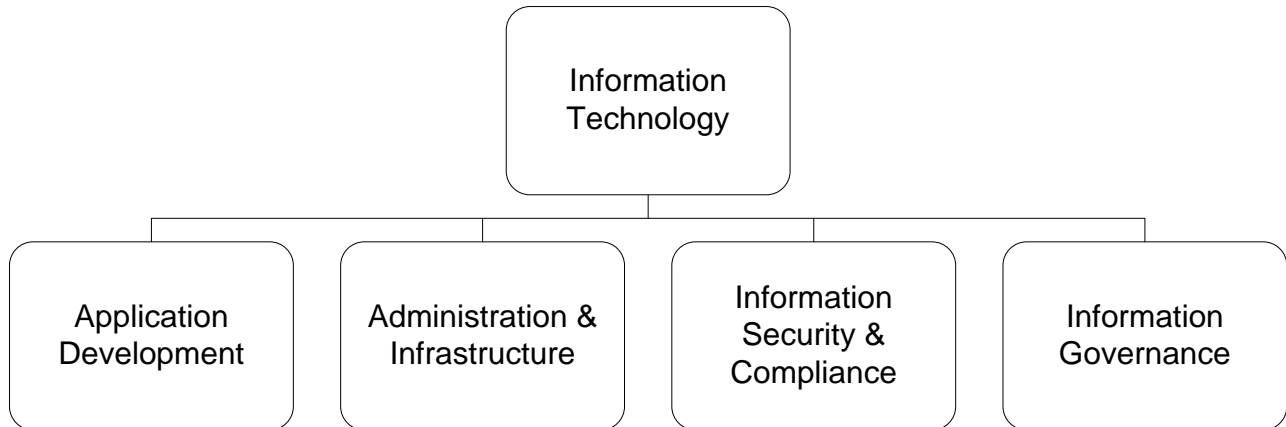 Information
Technology
Application
Development
Administration &
Infrastructure
Information
Security &
Compliance
Information
Governance